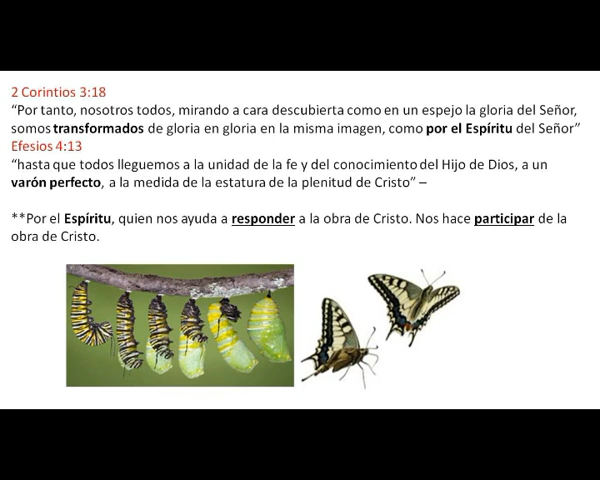 2 Corintios 3:18
“Por tanto, nosotros todos, mirando a cara descubierta como en un espejo la gloria del Señor,
somos transformados de gloria en gloria en la misma imagen, como por el Espíritu del Señor”
Efesios 4:13
“hasta que todos lleguemos a la unidad de la fe y del conocimiento del Hijo de Dios, a un
varón perfecto, a la medida de la estatura de la plenitud de Cristo” –
**Por el Espíritu, quien nos ayuda a responder a la obra de Cristo. Nos hace participar de la
obra de Cristo.